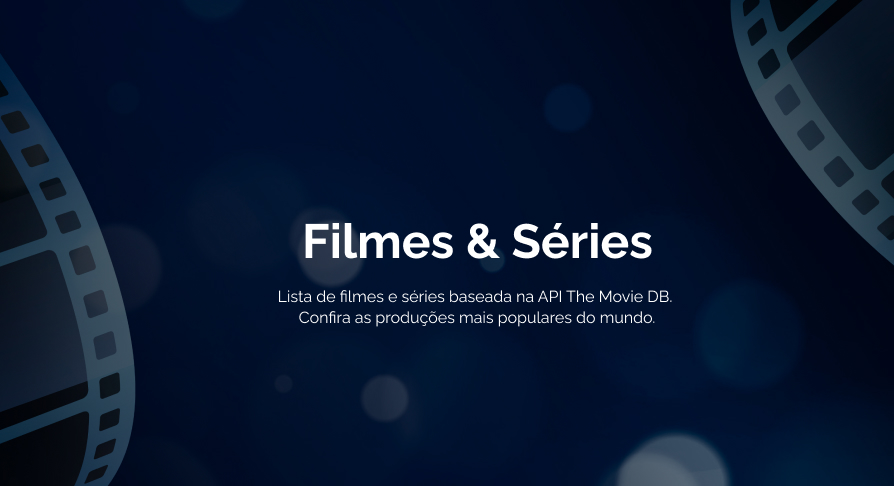 Filmes & Séries
Lista de filmes e séries baseada na API The Movie DB.
Confira as produções mais populares do mundo.